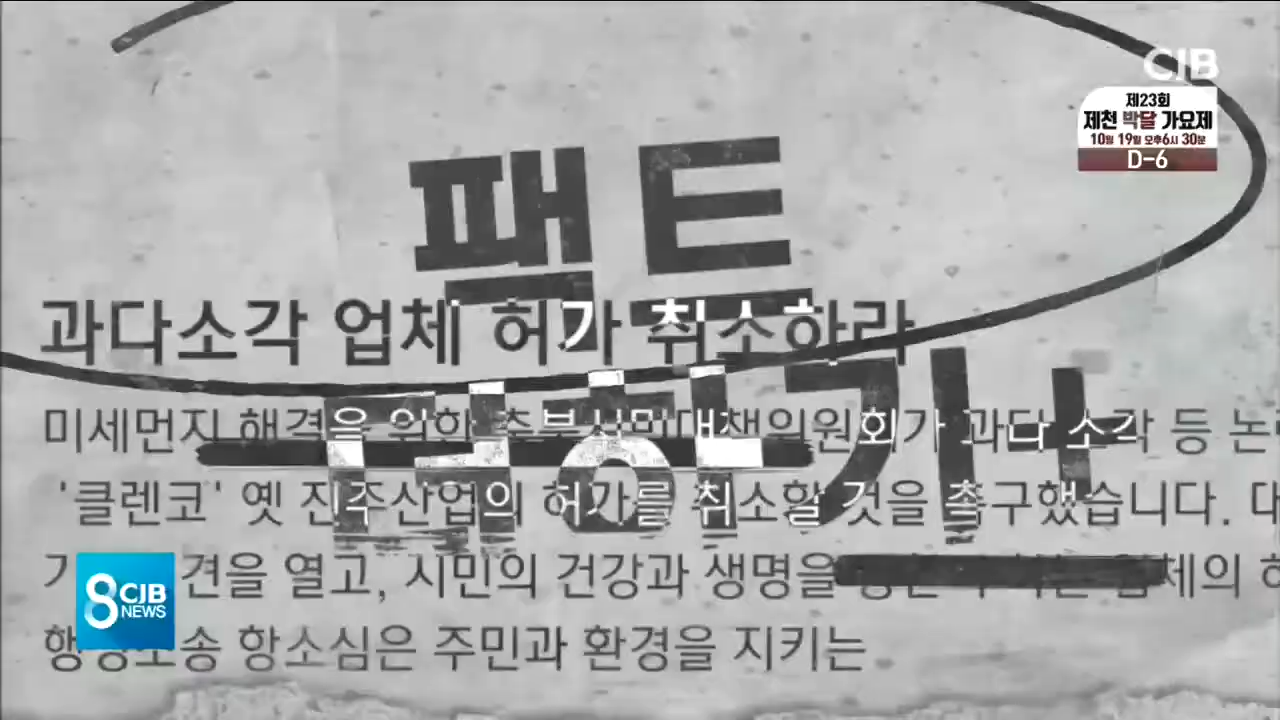 CJB
제23회
제천 박달 가요제
10월 19일 오후6시 30분
D-6
팩트
과다소각 업체 허가 취소하라
미세먼지 해결을 위한 충북시민대책위원회가 과다 소각 등 논
'클렌코' 옛 진주산업의 허가를 취소할 것을 촉구했습니다. 대
견을 열고, 시민의 건강과 생명을
체의 허
송 항소심은 주민과 환경을 지키는
8 CJB
NEWS